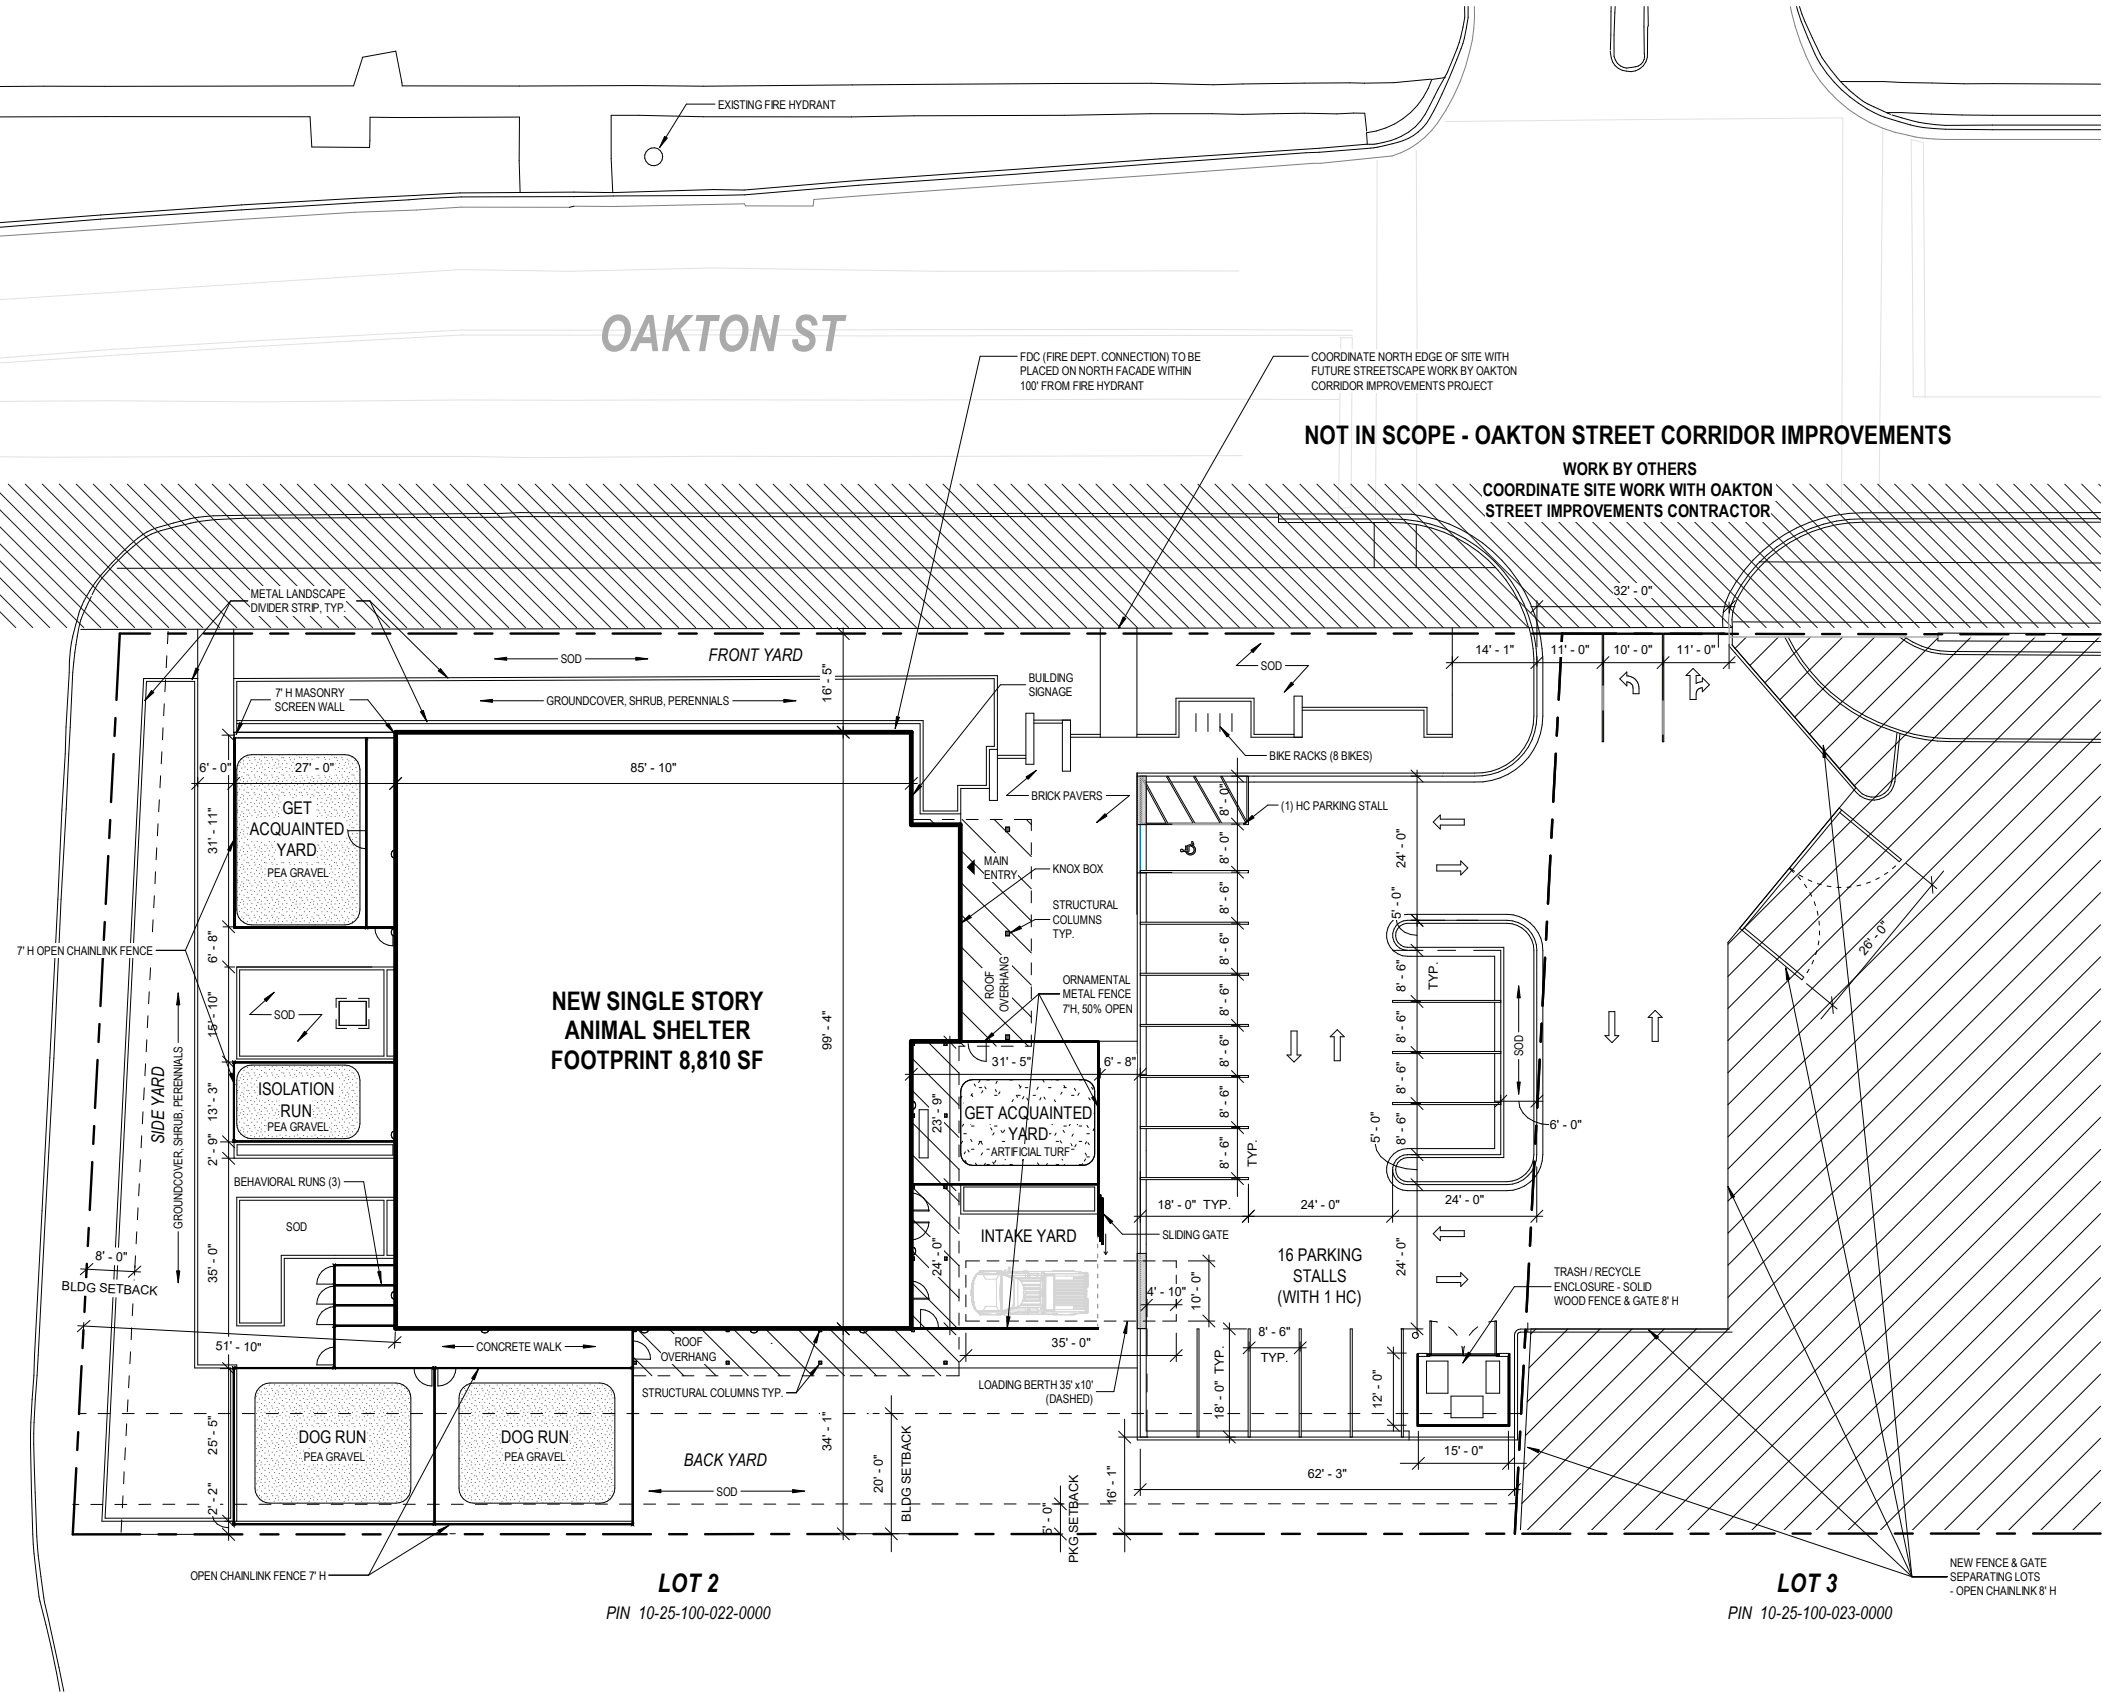 EXISTING FIRE HYDRANT
OAKTON ST
FDC (FIRE DEPT. CONNECTION) TO BE
PLACED ON NORTH FACADE WITHIN
100' FROM FIRE HYDRANT
COORDINATE NORTH EDGE OF SITE WITH
FUTURE STREETSCAPE WORK BY OAKTON
CORRIDOR IMPROVEMENTS PROJECT
NOT IN SCOPE - OAKTON STREET CORRIDOR IMPROVEMENTS
WORK BY OTHERS
COORDINATE SITE WORK WITH OAKTON
STREET IMPROVEMENTS CONTRACTOR
METAL LANDSCAPE
DIVIDER STRIP, TYP.
32' - 0"
SOD
FRONT YARD
16' - 5"
SOD
14' - 1"
11' - 0"
10' - 0"
11' - 0"
7' H MASONRY
SCREEN WALL
GROUNDCOVER, SHRUB, PERENNIALS
BUILDING
SIGNAGE
BIKE RACKS (8 BIKES)
6' - 0"
27' - 0"
85' - 10"
BRICK PAVERS
(1) HC PARKING STALL
8' - 0"
8' - 0"
24' - 0"
GET
ACQUAINTED
YARD
PEA GRAVEL
31' - 11"
MAIN
ENTRY
KNOX BOX
STRUCTURAL
COLUMNS
TYP.
8' - 6"
8' - 6"
8' - 6"
8' - 6"
8' - 6"
8' - 6"
TYP.
5' - 0"
8' - 6"
TYP.
8' - 6"
8' - 6"
8' - 6"
5' - 0"
26' - 0"
7' H OPEN CHAINLINK FENCE
6' - 8"
ROOF
OVERHANG
ORNAMENTAL
METAL FENCE
7'H, 50% OPEN
NEW SINGLE STORY
ANIMAL SHELTER
FOOTPRINT 8,810 SF
99' - 4"
15' - 10"
SOD
SOD
SIDE YARD
GROUNDCOVER, SHRUB, PERENNIALS
13' - 3"
ISOLATION
RUN
PEA GRAVEL
2' - 9"
31' - 5"
6' - 8"
23' - 9"
GET ACQUAINTED
YARD
ARTIFICIAL TURF
6' - 0"
BEHAVIORAL RUNS (3)
SOD
35' - 0"
18' - 0" TYP.
24' - 0"
24' - 0"
INTAKE YARD
SLIDING GATE
24' - 0"
24' - 0"
16 PARKING
STALLS
(WITH 1 HC)
8' - 0"
BLDG SETBACK
4' - 10"
10' - 0"
TRASH / RECYCLE
ENCLOSURE - SOLID
WOOD FENCE & GATE 8' H
51' - 10"
CONCRETE WALK
ROOF
OVERHANG
35' - 0"
8' - 6"
TYP.
18' - 0" TYP.
12' - 0"
STRUCTURAL COLUMNS TYP.
LOADING BERTH 35' x10'
(DASHED)
25' - 5"
DOG RUN
PEA GRAVEL
DOG RUN
PEA GRAVEL
34' - 1"
BACK YARD
SOD
20' - 0"
BLDG SETBACK
15' - 0"
62' - 3"
2' - 2"
5' - 0"
PKG SETBACK
16' - 1"
OPEN CHAINLINK FENCE 7' H
LOT 2
PIN 10-25-100-022-0000
LOT 3
PIN 10-25-100-023-0000
NEW FENCE & GATE
SEPARATING LOTS
- OPEN CHAINLINK 8' H